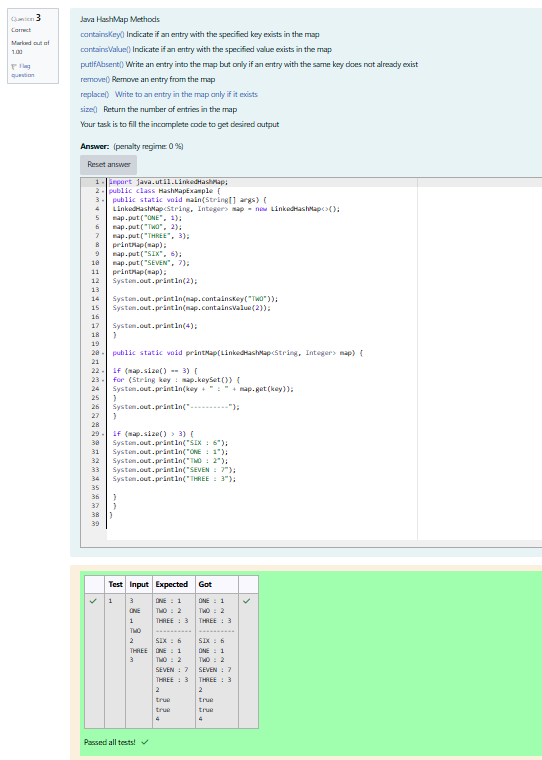 Question 3
Correct
Marked out of
1.00
Flag
question
Java HashMap Methods
containsKey() Indicate if an entry with the specified key exists in the map
containsValue() Indicate if an entry with the specified value exists in the map
putIfAbsent() Write an entry into the map but only if an entry with the same key does not already exist
remove() Remove an entry from the map
replace() Write to an entry in the map only if it exists
size() Return the number of entries in the map
Your task is to fill the incomplete code to get desired output
Answer: (penalty regime: 0 %)
Reset answer
1 import java.util.LinkedHashMap;
2 public class HashMapExample {
3 public static void main(String[] args) {
4 LinkedHashMap<String, Integer> map = new LinkedHashMap<>();
5 map.put("ONE", 1);
6 map.put("TWO", 2);
7 map.put("THREE", 3);
8 printMap(map);
9 map.put("SIX", 6);
10 map.put("SEVEN", 7);
11 printMap(map);
12 System.out.println(2);
13
14 System.out.println(map.containsKey("TWO"));
15 System.out.println(map.containsValue(2));
16
17 System.out.println(4);
18 }
19
20 public static void printMap(LinkedHashMap<String, Integer> map) {
21
22 if (map.size() == 3) {
23 for (String key : map.keySet()) {
24 System.out.println(key + " : " + map.get(key));
25 }
26 System.out.println("----------");
27 }
28
29 if (map.size() > 3) {
30 System.out.println("SIX : 6");
31 System.out.println("ONE : 1");
32 System.out.println("TWO : 2");
33 System.out.println("SEVEN : 7");
34 System.out.println("THREE : 3");
35
36 }
37 }
38 }
39
Test Input Expected Got
✓ 1 3 ONE : 1 ONE : 1 ✓
ONE TWO : 2 TWO : 2
1 THREE : 3 THREE : 3
TWO ---------- ----------
2 SIX : 6 SIX : 6
THREE ONE : 1 ONE : 1
3 TWO : 2 TWO : 2
SEVEN : 7 SEVEN : 7
THREE : 3 THREE : 3
2 2
true true
true true
4 4
Passed all tests! ✓